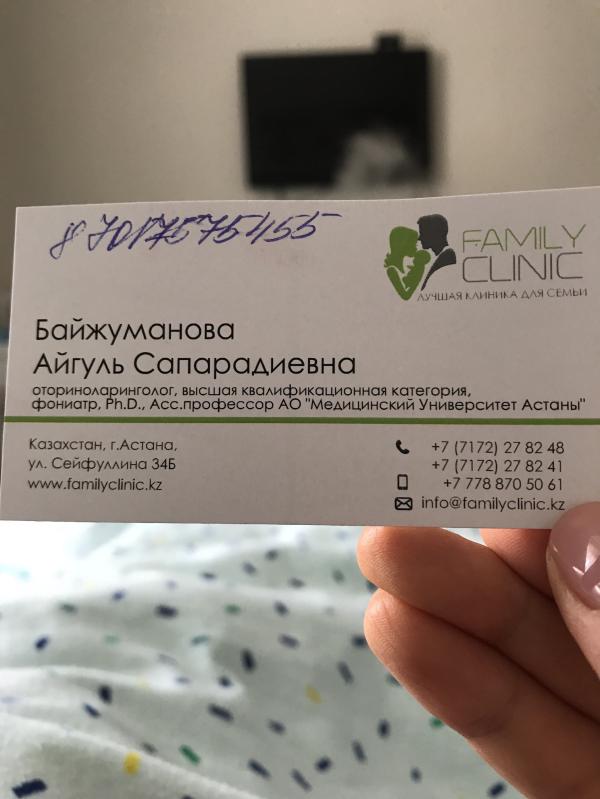 8 7017575455
FAMILY
CLINIC
ЛУЧШАЯ КЛИНИКА ДЛЯ СЕМЬИ
Байжуманова
Айгуль Сапарадиевна
оториноларинголог, высшая квалификационная категория,
фониатр, Ph.D., Асс.профессор АО "Медицинский Университет Астаны"
Казахстан, г.Астана,
ул. Сейфуллина 34Б
www.familyclinic.kz
+7 (7172) 27 82 48
+7 (7172) 27 82 41
+7 778 870 50 61
info@familyclinic.kz